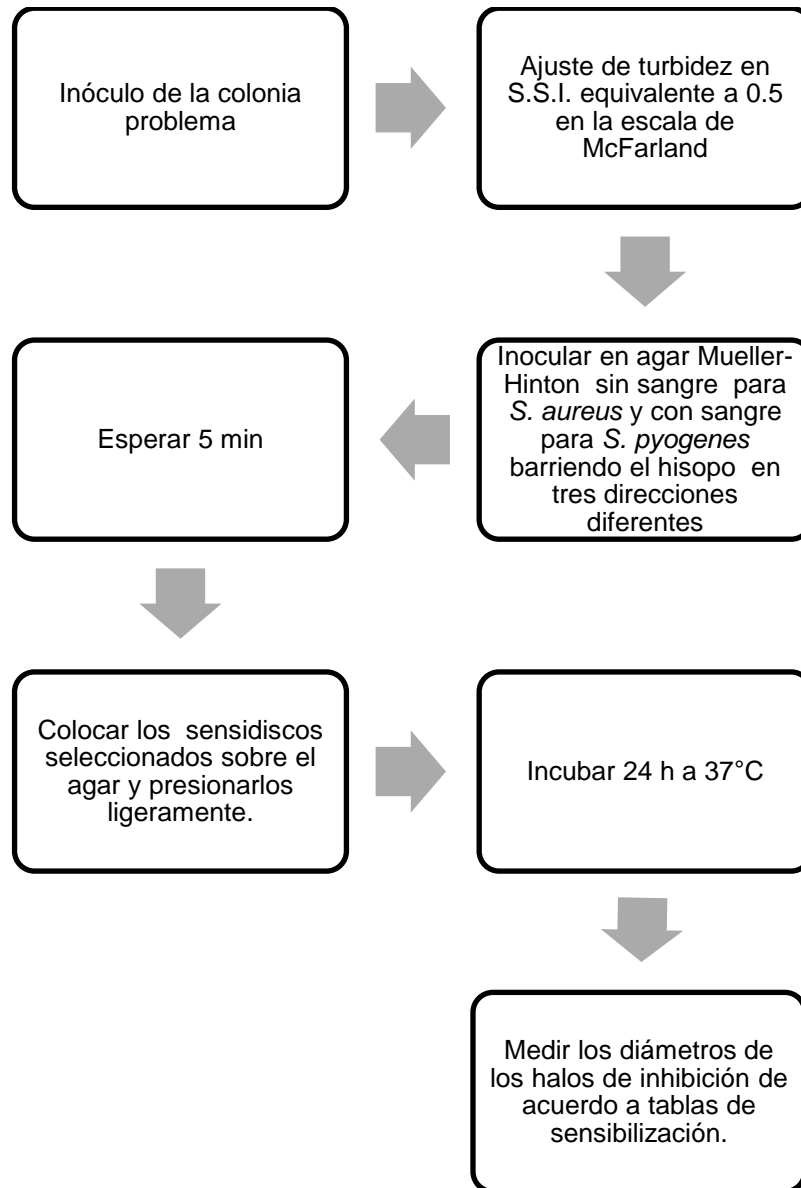 Inóculo de la colonia
problema
Ajuste de turbidez en
S.S.I. equivalente a 0.5
en la escala de
McFarland
Inocular en agar Mueller-
Hinton sin sangre para
S. aureus y con sangre
para S. pyogenes
barriendo el hisopo en
tres direcciones
diferentes
Esperar 5 min
Colocar los sensidiscos
seleccionados sobre el
agar y presionarlos
ligeramente.
Incubar 24 h a 37°C
Medir los diámetros de
los halos de inhibición de
acuerdo a tablas de
sensibilización.